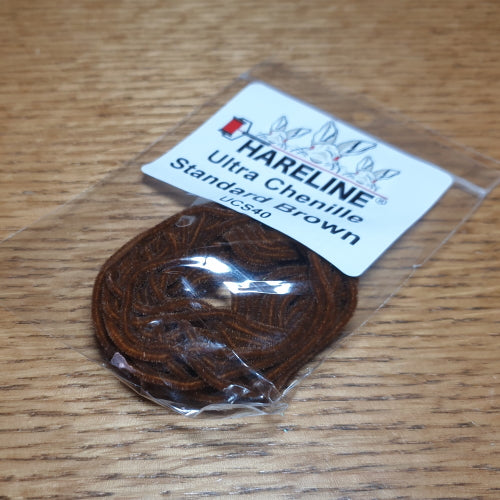 HARELINE®
Ultra Chenille
Standard Brown
UCS40